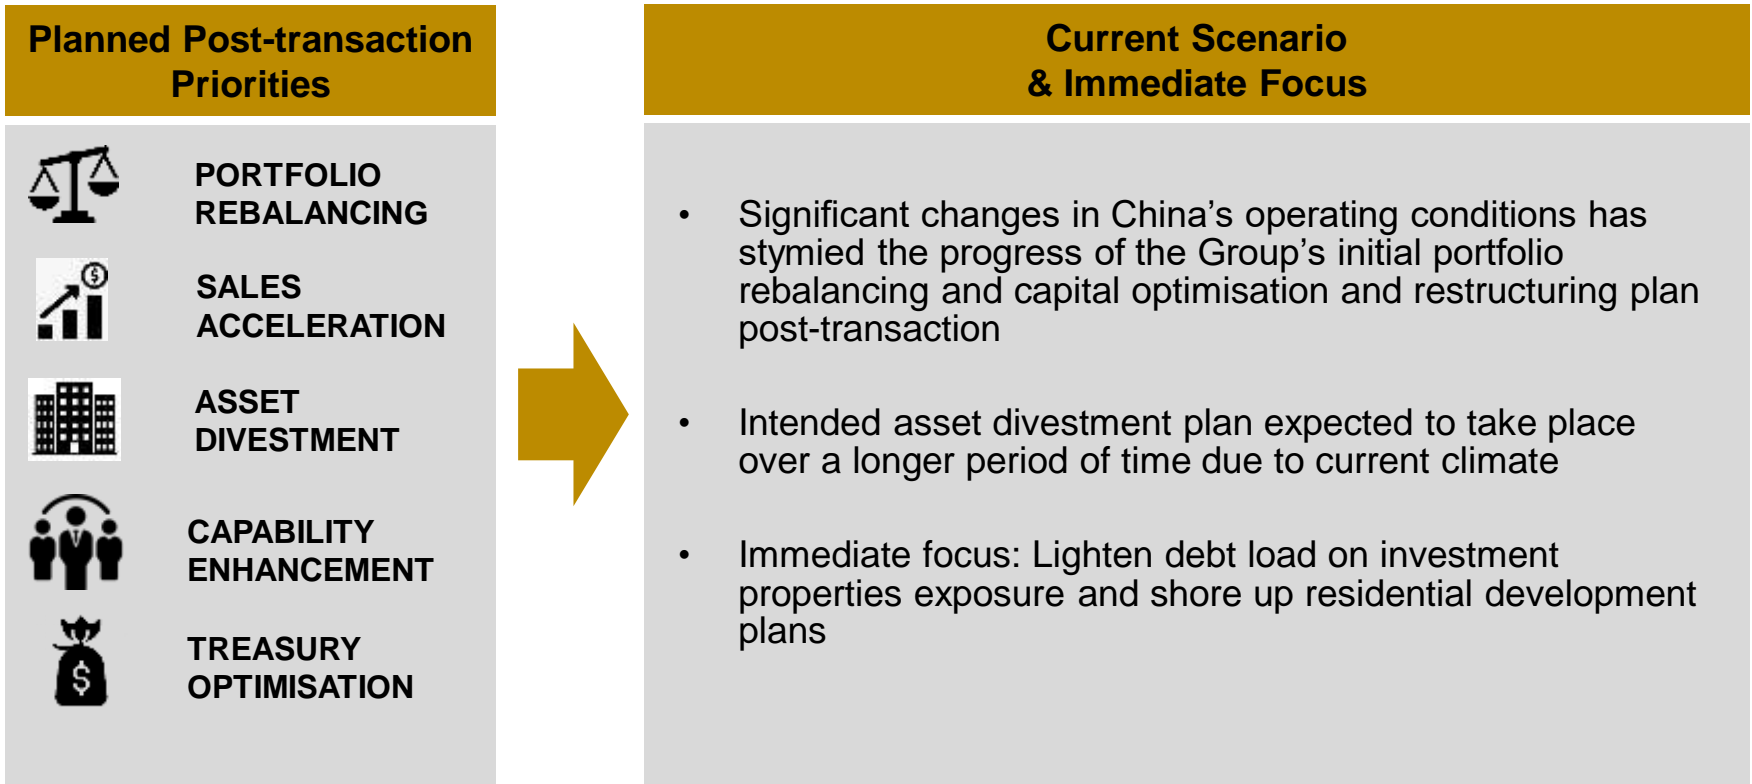 Planned Post-transaction
Priorities
PORTFOLIO
REBALANCING
SALES
ACCELERATION
ASSET
DIVESTMENT
CAPABILITY
ENHANCEMENT
TREASURY
OPTIMISATION
Current Scenario
& Immediate Focus
• Significant changes in China’s operating conditions has
stymied the progress of the Group’s initial portfolio
rebalancing and capital optimisation and restructuring plan
post-transaction
• Intended asset divestment plan expected to take place
over a longer period of time due to current climate
• Immediate focus: Lighten debt load on investment
properties exposure and shore up residential development
plans